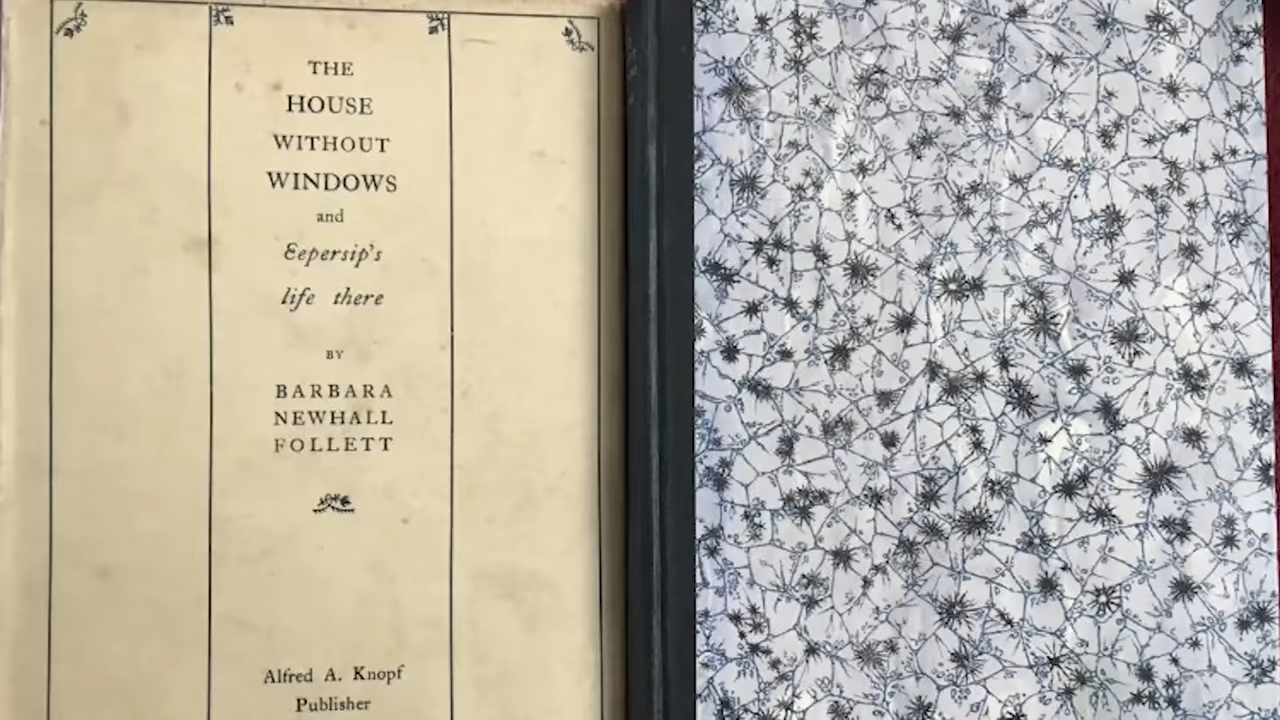 THE
HOUSE
WITHOUT
WINDOWS
and
Eepersip's
life there
BY
BARBARA
NEWHALL
FOLLETT
Alfred A. Knopf
Publisher